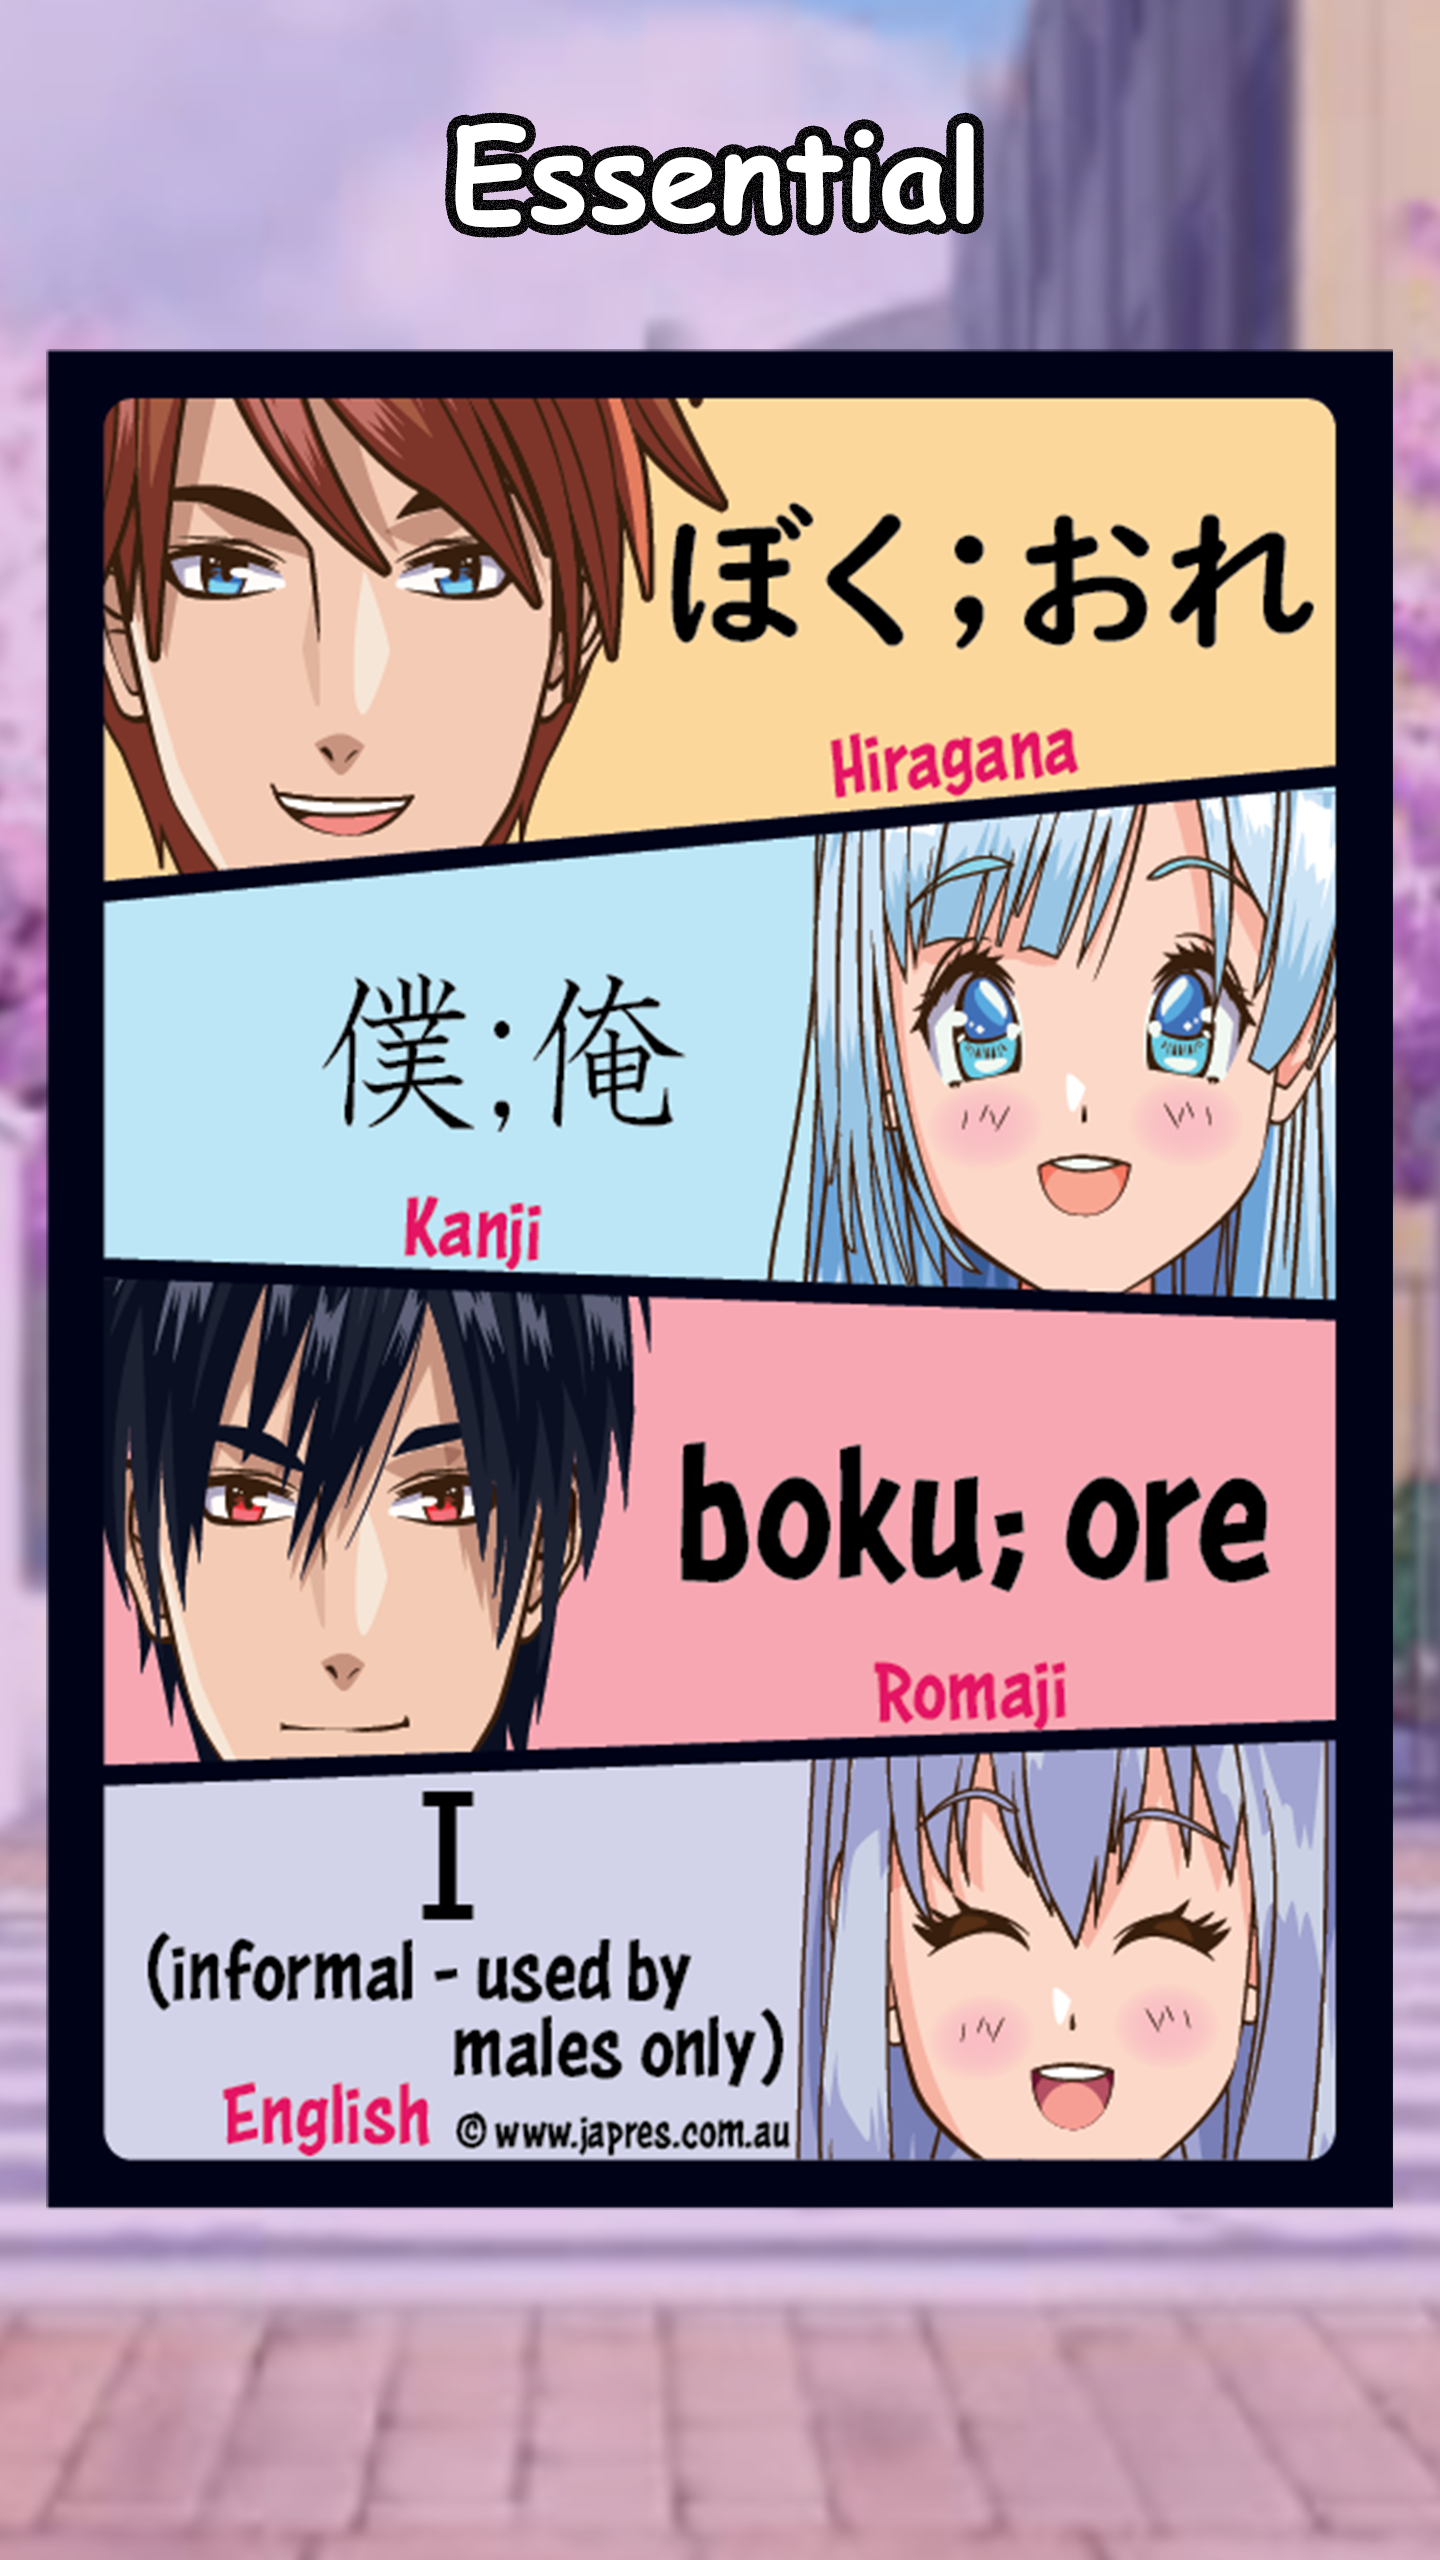 Essential
ぼく;おれ
Hiragana
僕;俺
Kanji
boku; ore
Romaji
I
(informal - used by
males only)
English
© www.japres.com.au